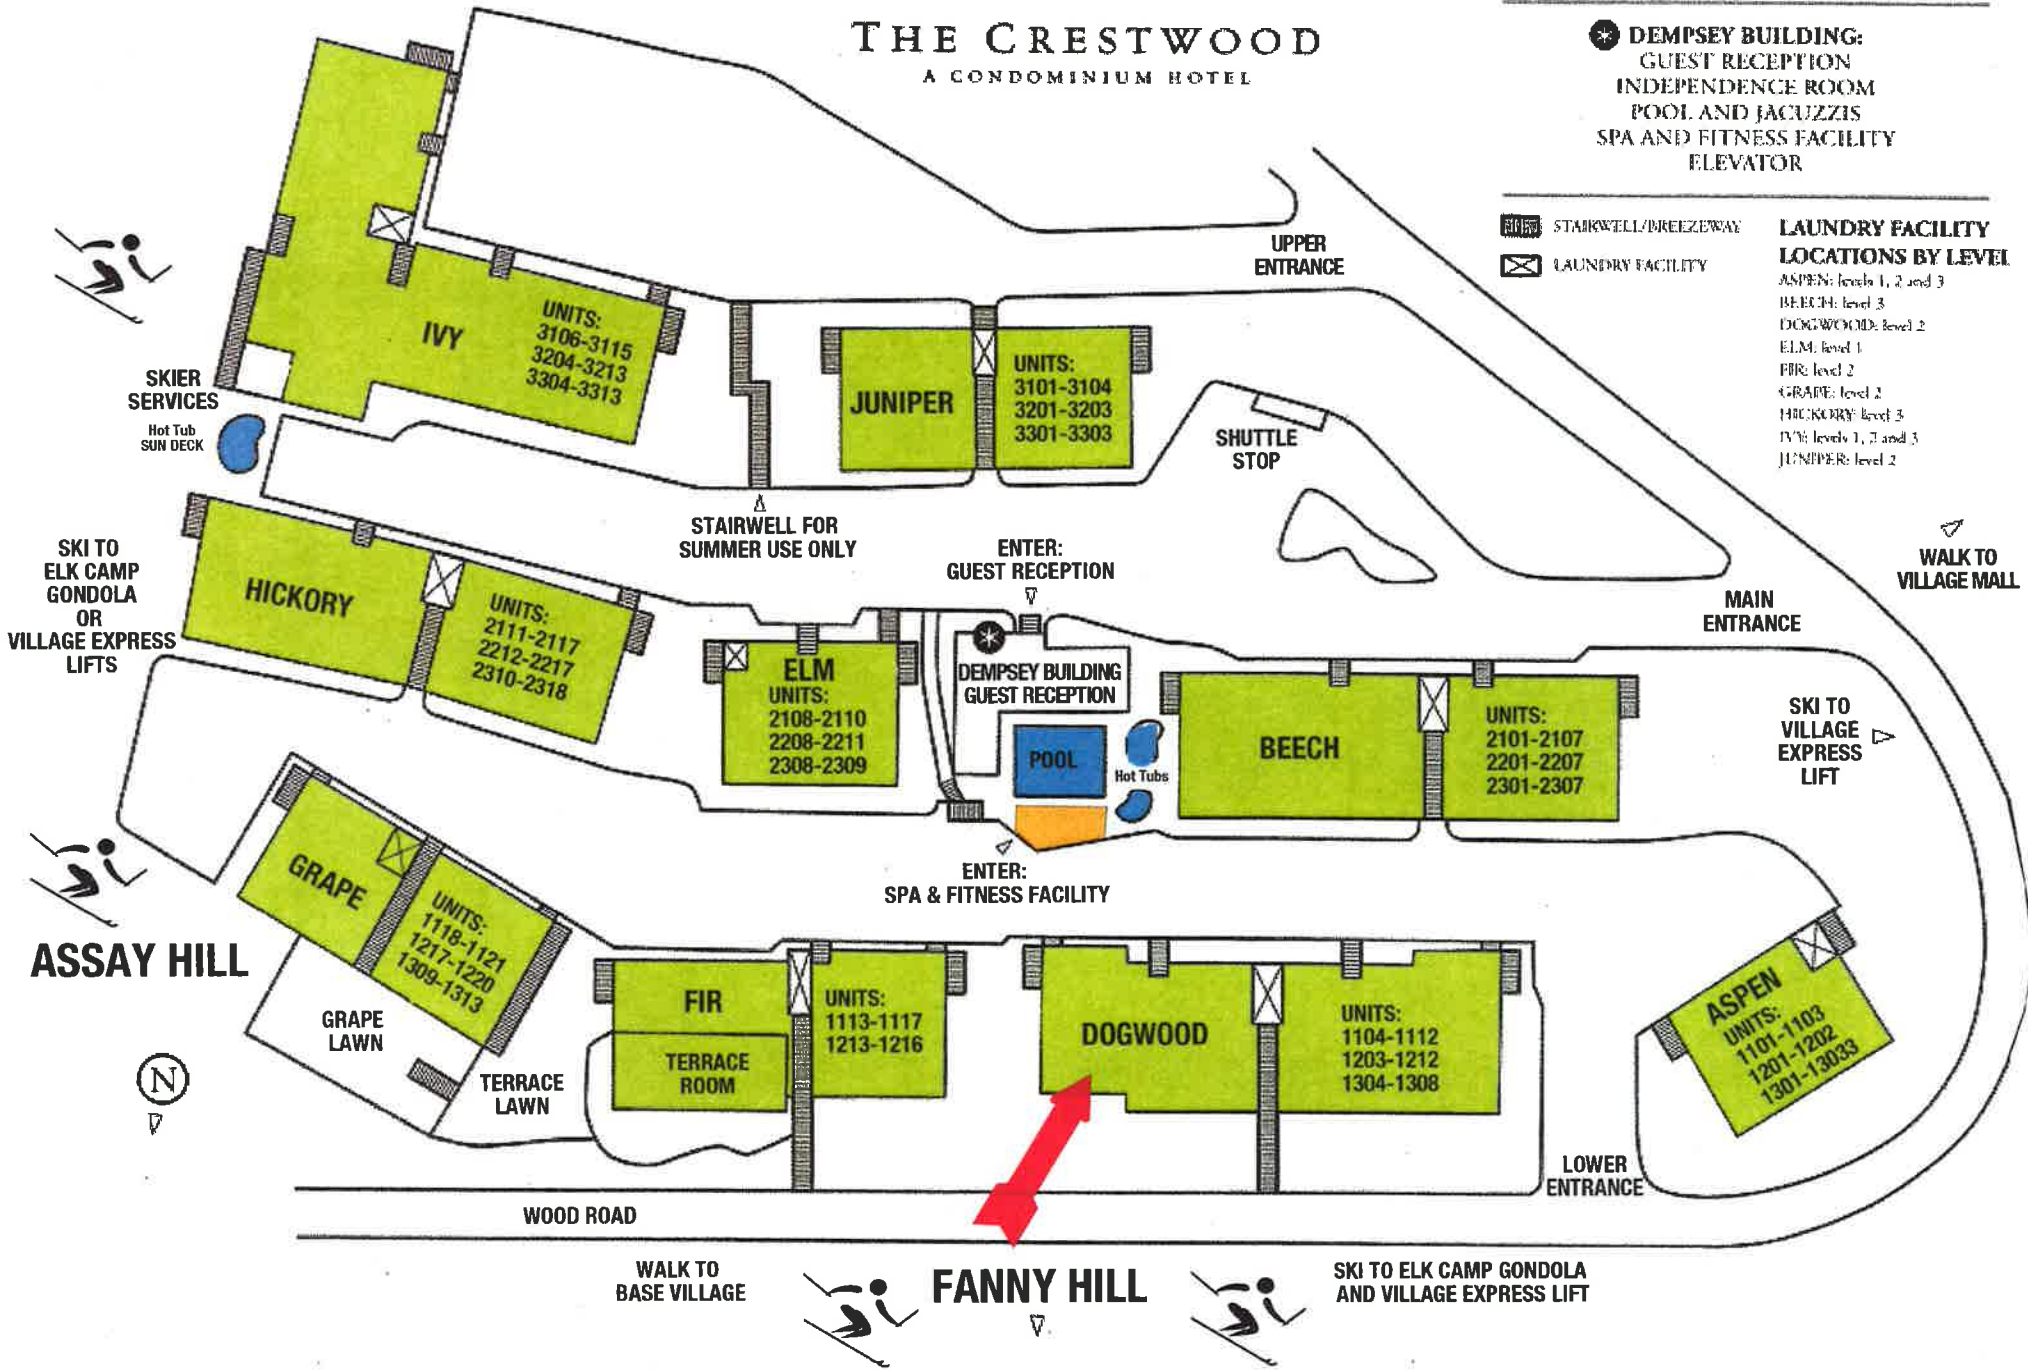 THE CRESTWOOD
A CONDOMINIUM HOTEL
DEMPSEY BUILDING:
GUEST RECEPTION
INDEPENDENCE ROOM
POOL AND JACUZZIS
SPA AND FITNESS FACILITY
ELEVATOR
STAIRWELL/BREEZEWAY
LAUNDRY FACILITY
LAUNDRY FACILITY
LOCATIONS BY LEVEL
ASPEN: levels 1, 2 and 3
BEECH: level 3
DOGWOOD: level 2
ELM: level 1
FIR: level 2
GRAPE: level 2
HICKORY: level 3
IVY: levels 1, 2 and 3
JUNIPER: level 2
UPPER
ENTRANCE
IVY
UNITS:
3106-3115
3204-3213
3304-3313
JUNIPER
UNITS:
3101-3104
3201-3203
3301-3303
SKIER
SERVICES
Hot Tub
SUN DECK
SHUTTLE
STOP
STAIRWELL FOR
SUMMER USE ONLY
ENTER:
GUEST RECEPTION
WALK TO
VILLAGE MALL
MAIN
ENTRANCE
SKI TO
ELK CAMP
GONDOLA
OR
VILLAGE EXPRESS
LIFTS
HICKORY
UNITS:
2111-2117
2212-2217
2310-2318
ELM
UNITS:
2108-2110
2208-2211
2308-2309
DEMPSEY BUILDING
GUEST RECEPTION
POOL
Hot Tubs
BEECH
UNITS:
2101-2107
2201-2207
2301-2307
SKI TO
VILLAGE
EXPRESS
LIFT
ENTER:
SPA & FITNESS FACILITY
GRAPE
UNITS:
1118-1121
1217-1220
1309-1313
ASSAY HILL
GRAPE
LAWN
N
TERRACE
LAWN
FIR
TERRACE
ROOM
UNITS:
1113-1117
1213-1216
DOGWOOD
UNITS:
1104-1112
1203-1212
1304-1308
ASPEN
UNITS:
1101-1103
1201-1202
1301-13033
LOWER
ENTRANCE
WOOD ROAD
WALK TO
BASE VILLAGE
FANNY HILL
SKI TO ELK CAMP GONDOLA
AND VILLAGE EXPRESS LIFT